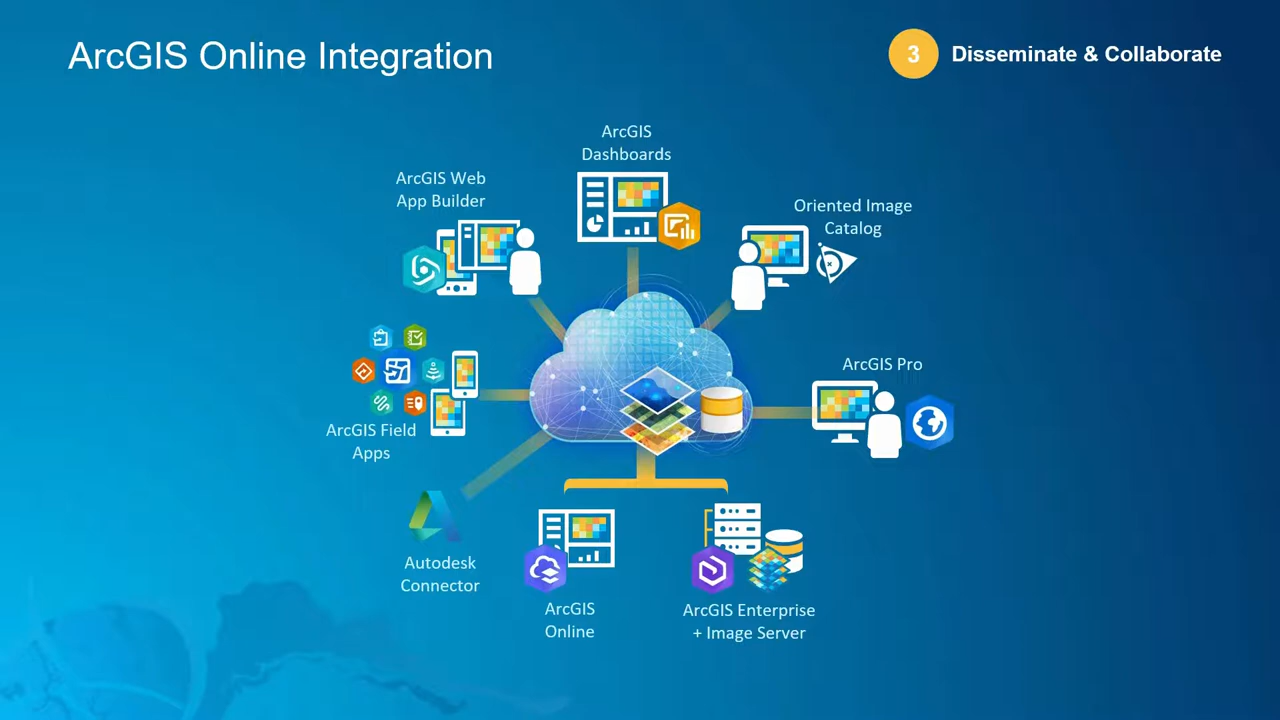 ArcGIS Online Integration
3
Disseminate & Collaborate
ArcGIS
Dashboards
ArcGIS Web
App Builder
Oriented Image
Catalog
ArcGIS Pro
ArcGIS Field
Apps
Autodesk
Connector
ArcGIS
Online
ArcGIS Enterprise
+ Image Server